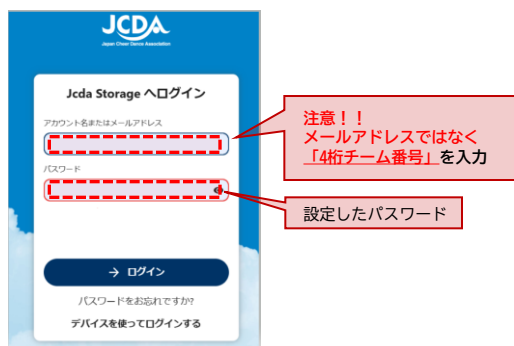 JCDA
Japan Cheer Dance Association
Jcda Storage へログイン
アカウント名またはメールアドレス
パスワード
→ ログイン
パスワードをお忘れですか?
デバイスを使ってログインする
注意！！
メールアドレスではなく
「4桁チーム番号」を入力
設定したパスワード